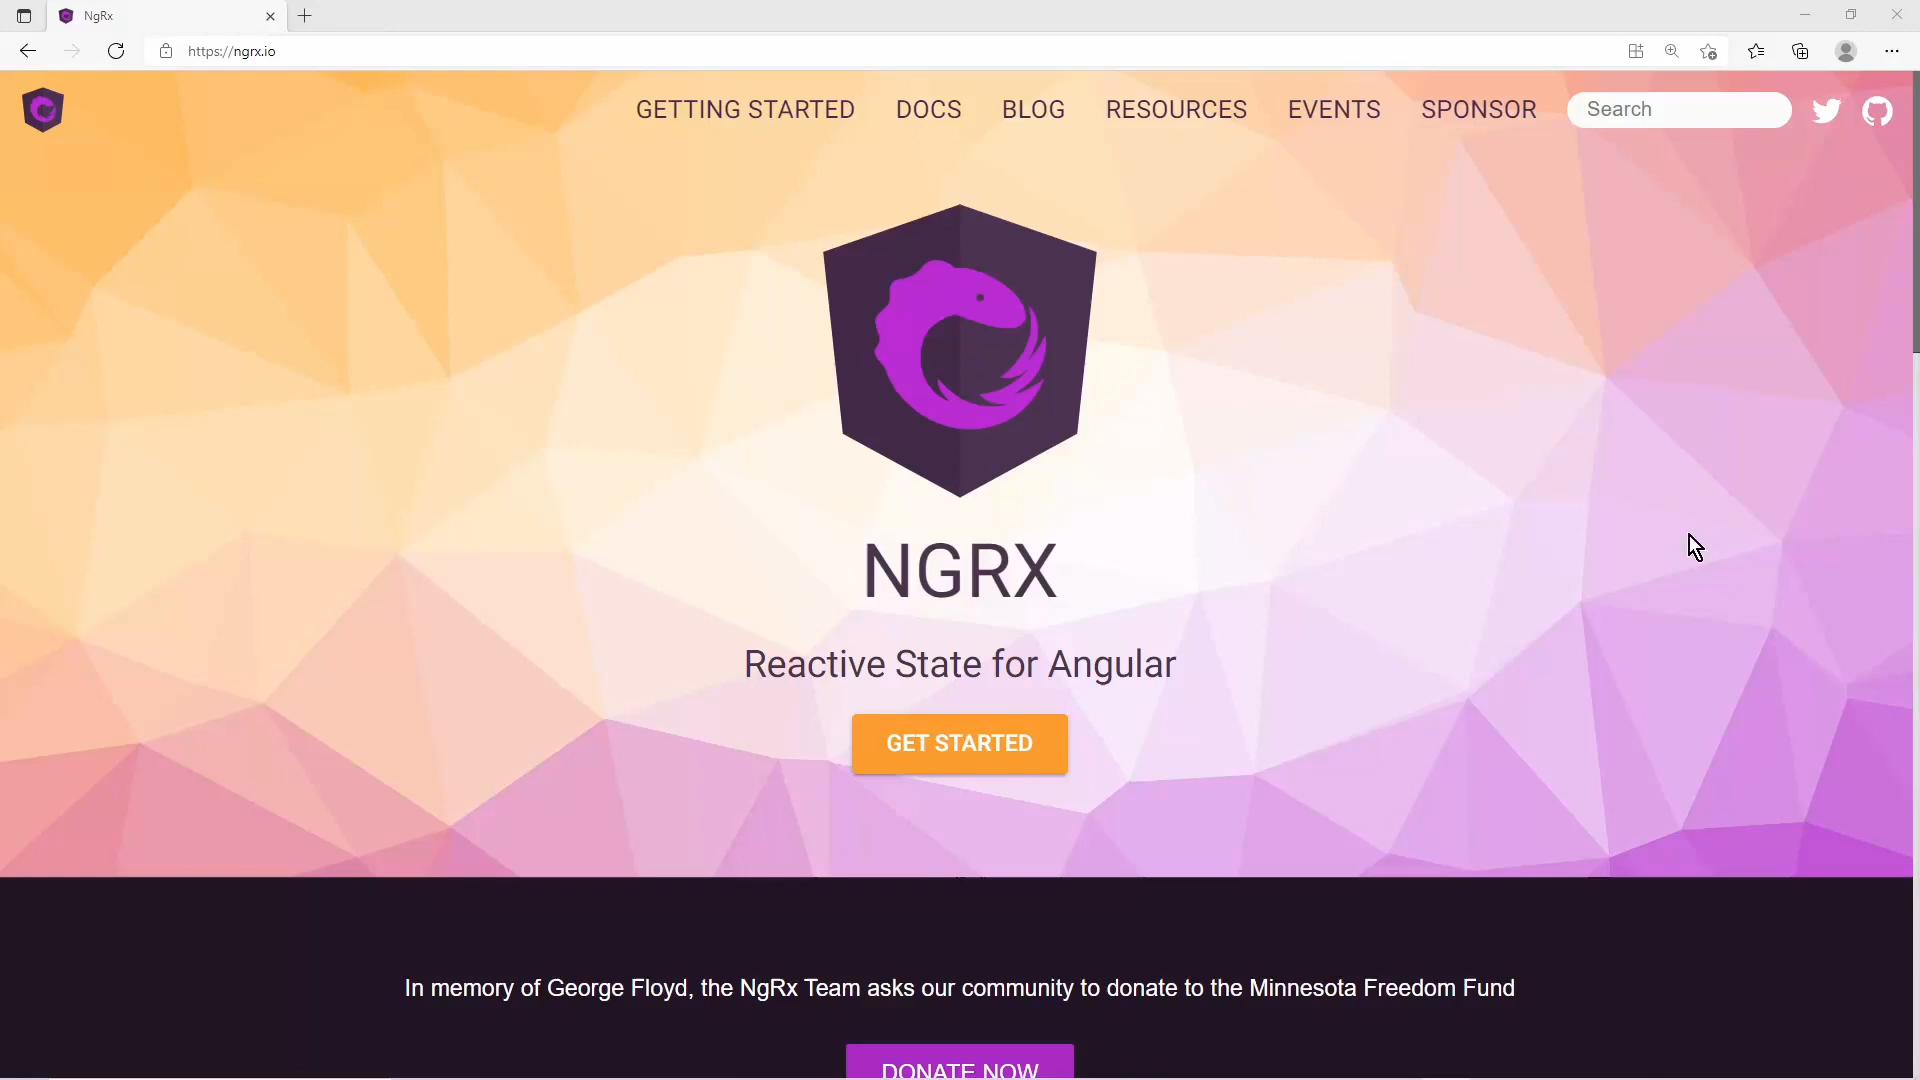 NgRx
https://ngrx.io
GETTING STARTED
DOCS
BLOG
RESOURCES
EVENTS
SPONSOR
Search
NGRX
Reactive State for Angular
GET STARTED
In memory of George Floyd, the NgRx Team asks our community to donate to the Minnesota Freedom Fund
DONATE NOW